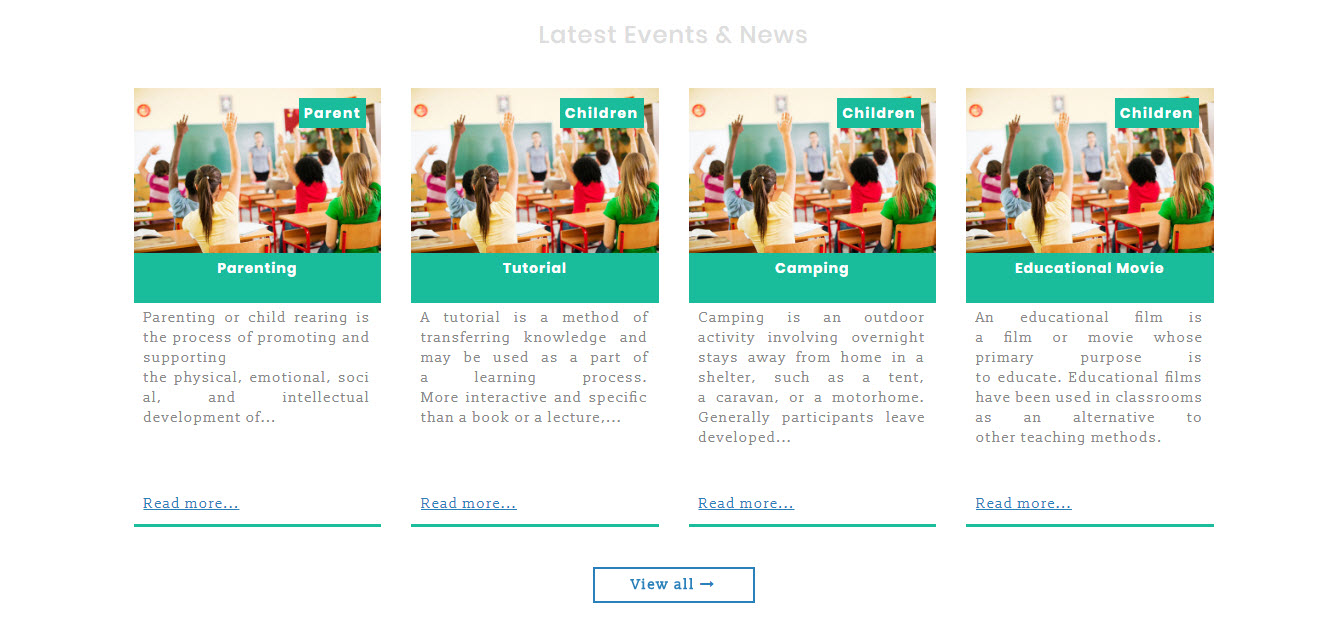 Latest Events & News
Parent
Parenting
Parenting or child rearing is
the process of promoting and
supporting
the physical, emotional, soci
al, and intellectual
development of...
Read more...
Children
Tutorial
A tutorial is a method of
transferring knowledge and
may be used as a part of
a learning process.
More interactive and specific
than a book or a lecture,...
Read more...
Children
Camping
Camping is an outdoor
activity involving overnight
stays away from home in a
shelter, such as a tent,
a caravan, or a motorhome.
Generally participants leave
developed...
Read more...
Children
Educational Movie
An educational film is
a film or movie whose
primary purpose is
to educate. Educational films
have been used in classrooms
as an alternative to
other teaching methods.
Read more...
View all →